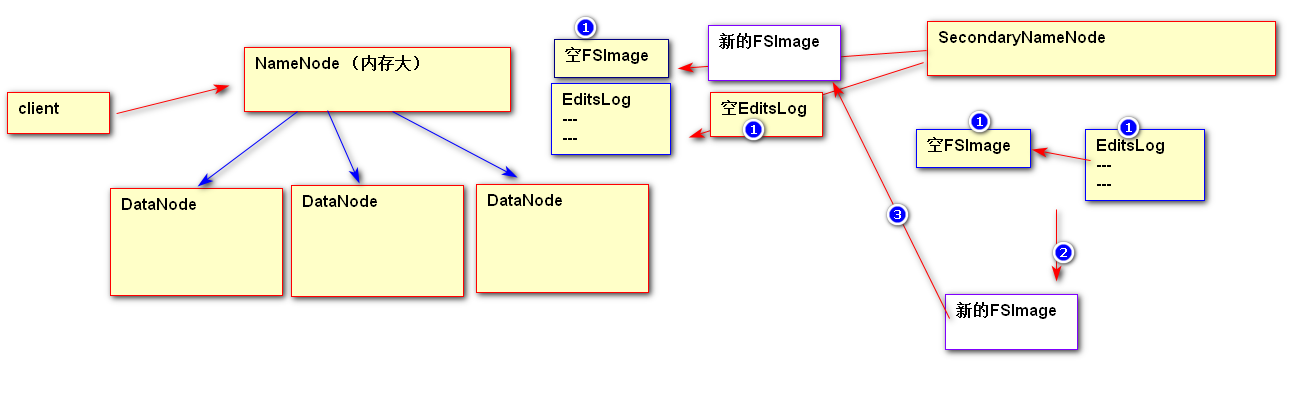 client
NameNode （内存大）
DataNode
DataNode
DataNode
1
空FSImage
EditsLog
---
---
新的FSImage
空EditsLog
1
SecondaryNameNode
1
空FSImage
1
EditsLog
---
---
3
2
新的FSImage